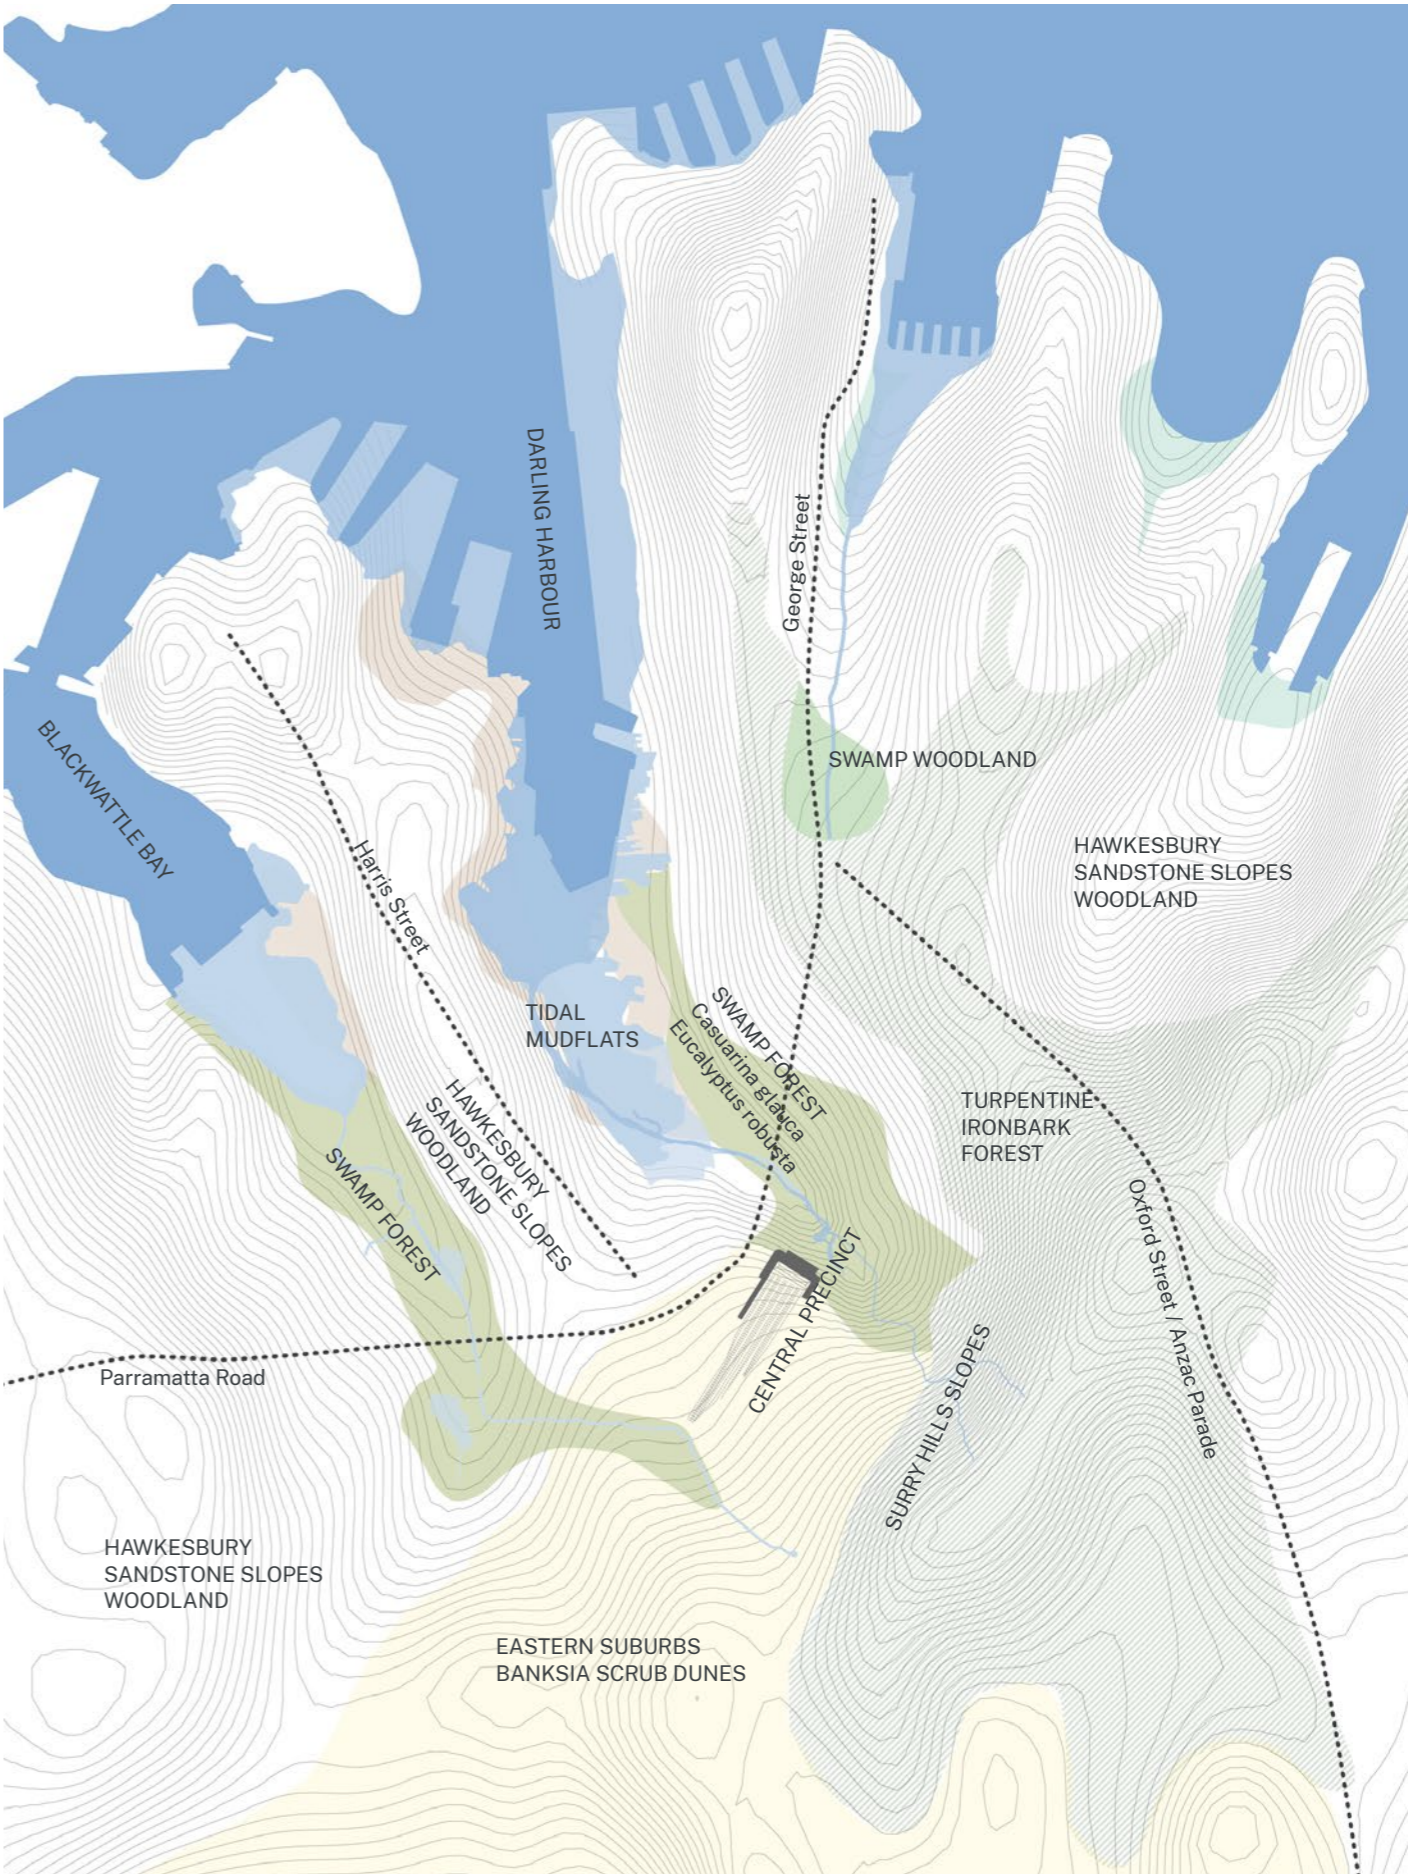 DARLING HARBOUR
George Street
BLACKWATTLE BAY
SWAMP WOODLAND
Harris Street
HAWKESBURY
SANDSTONE SLOPES
WOODLAND
TIDAL
MUDFLATS
SWAMP FOREST
Casuarina glauca
Eucalyptus robusta
HAWKESBURY
SANDSTONE SLOPES
WOODLAND
TURPENTINE
IRONBARK
FOREST
SWAMP FOREST
Oxford Street / Anzac Parade
CENTRAL PRECINCT
Parramatta Road
SURRY HILLS SLOPES
HAWKESBURY
SANDSTONE SLOPES
WOODLAND
EASTERN SUBURBS
BANKSIA SCRUB DUNES